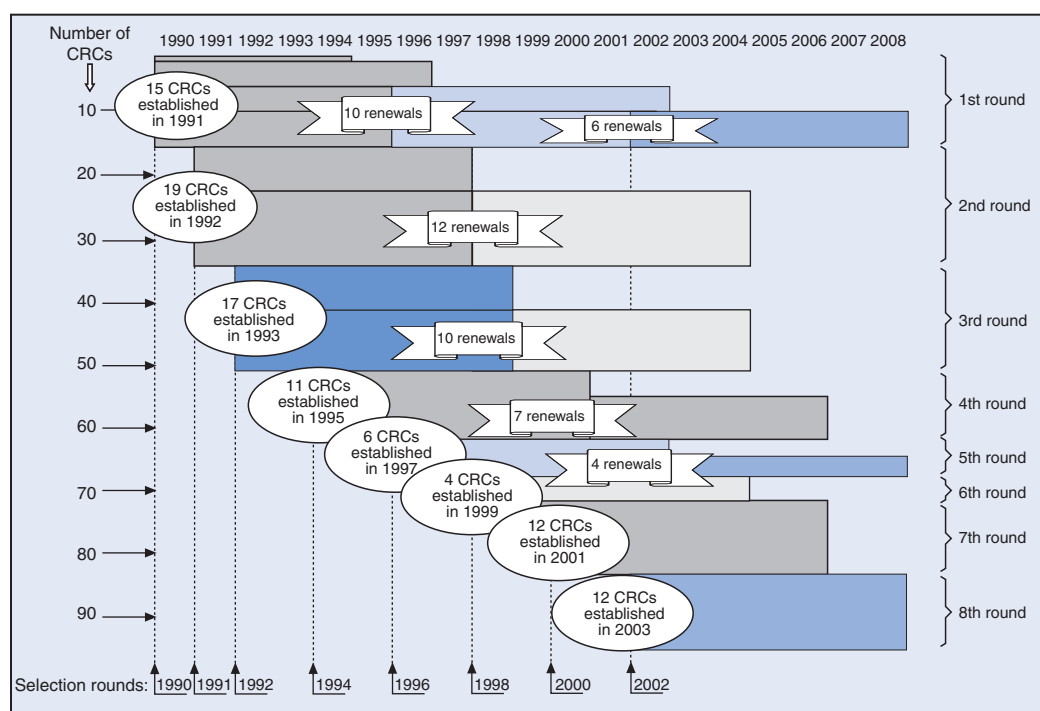 Number of
CRCs
1990 1991 1992 1993 1994 1995 1996 1997 1998 1999 2000 2001 2002 2003 2004 2005 2006 2007 2008
15 CRCs
established
in 1991
10
10 renewals
6 renewals
1st round
20
19 CRCs
established
in 1992
30
12 renewals
2nd round
40
17 CRCs
established
in 1993
50
10 renewals
3rd round
11 CRCs
established
in 1995
60
7 renewals
4th round
6 CRCs
established
in 1997
4 renewals
5th round
70
4 CRCs
established
in 1999
6th round
80
12 CRCs
established
in 2001
7th round
90
12 CRCs
established
in 2003
8th round
Selection rounds: 1990 1991 1992 1994 1996 1998 2000 2002